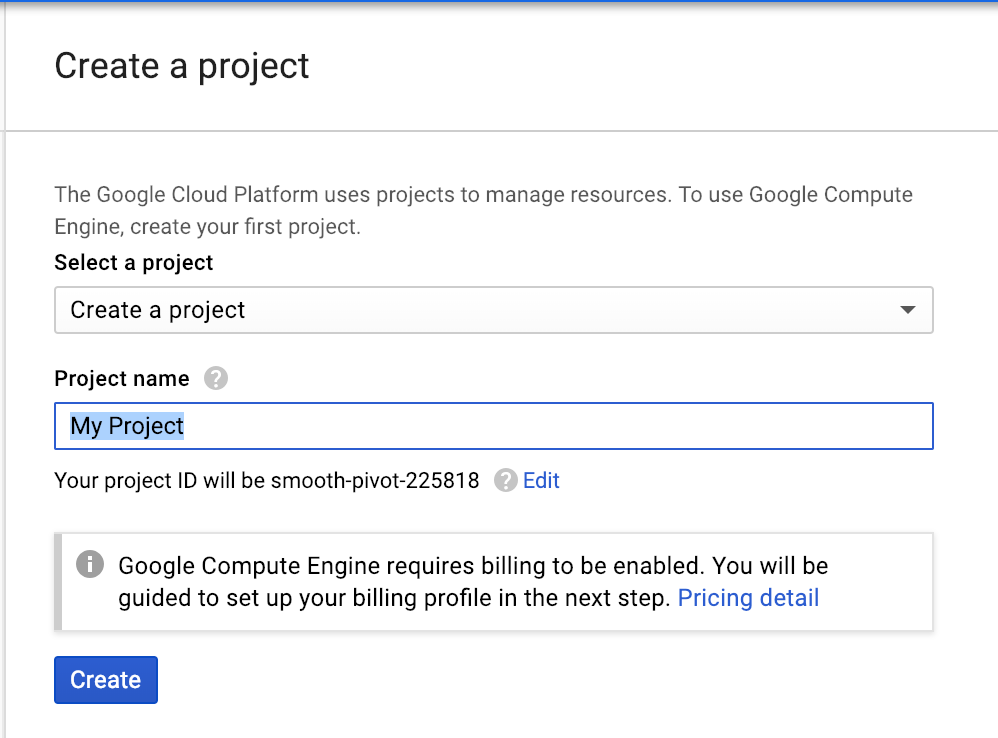 Create a project
The Google Cloud Platform uses projects to manage resources. To use Google Compute
Engine, create your first project.
Select a project
Create a project
Project name ?
My Project
Your project ID will be smooth-pivot-225818 ? Edit
Google Compute Engine requires billing to be enabled. You will be
guided to set up your billing profile in the next step. Pricing detail
Create